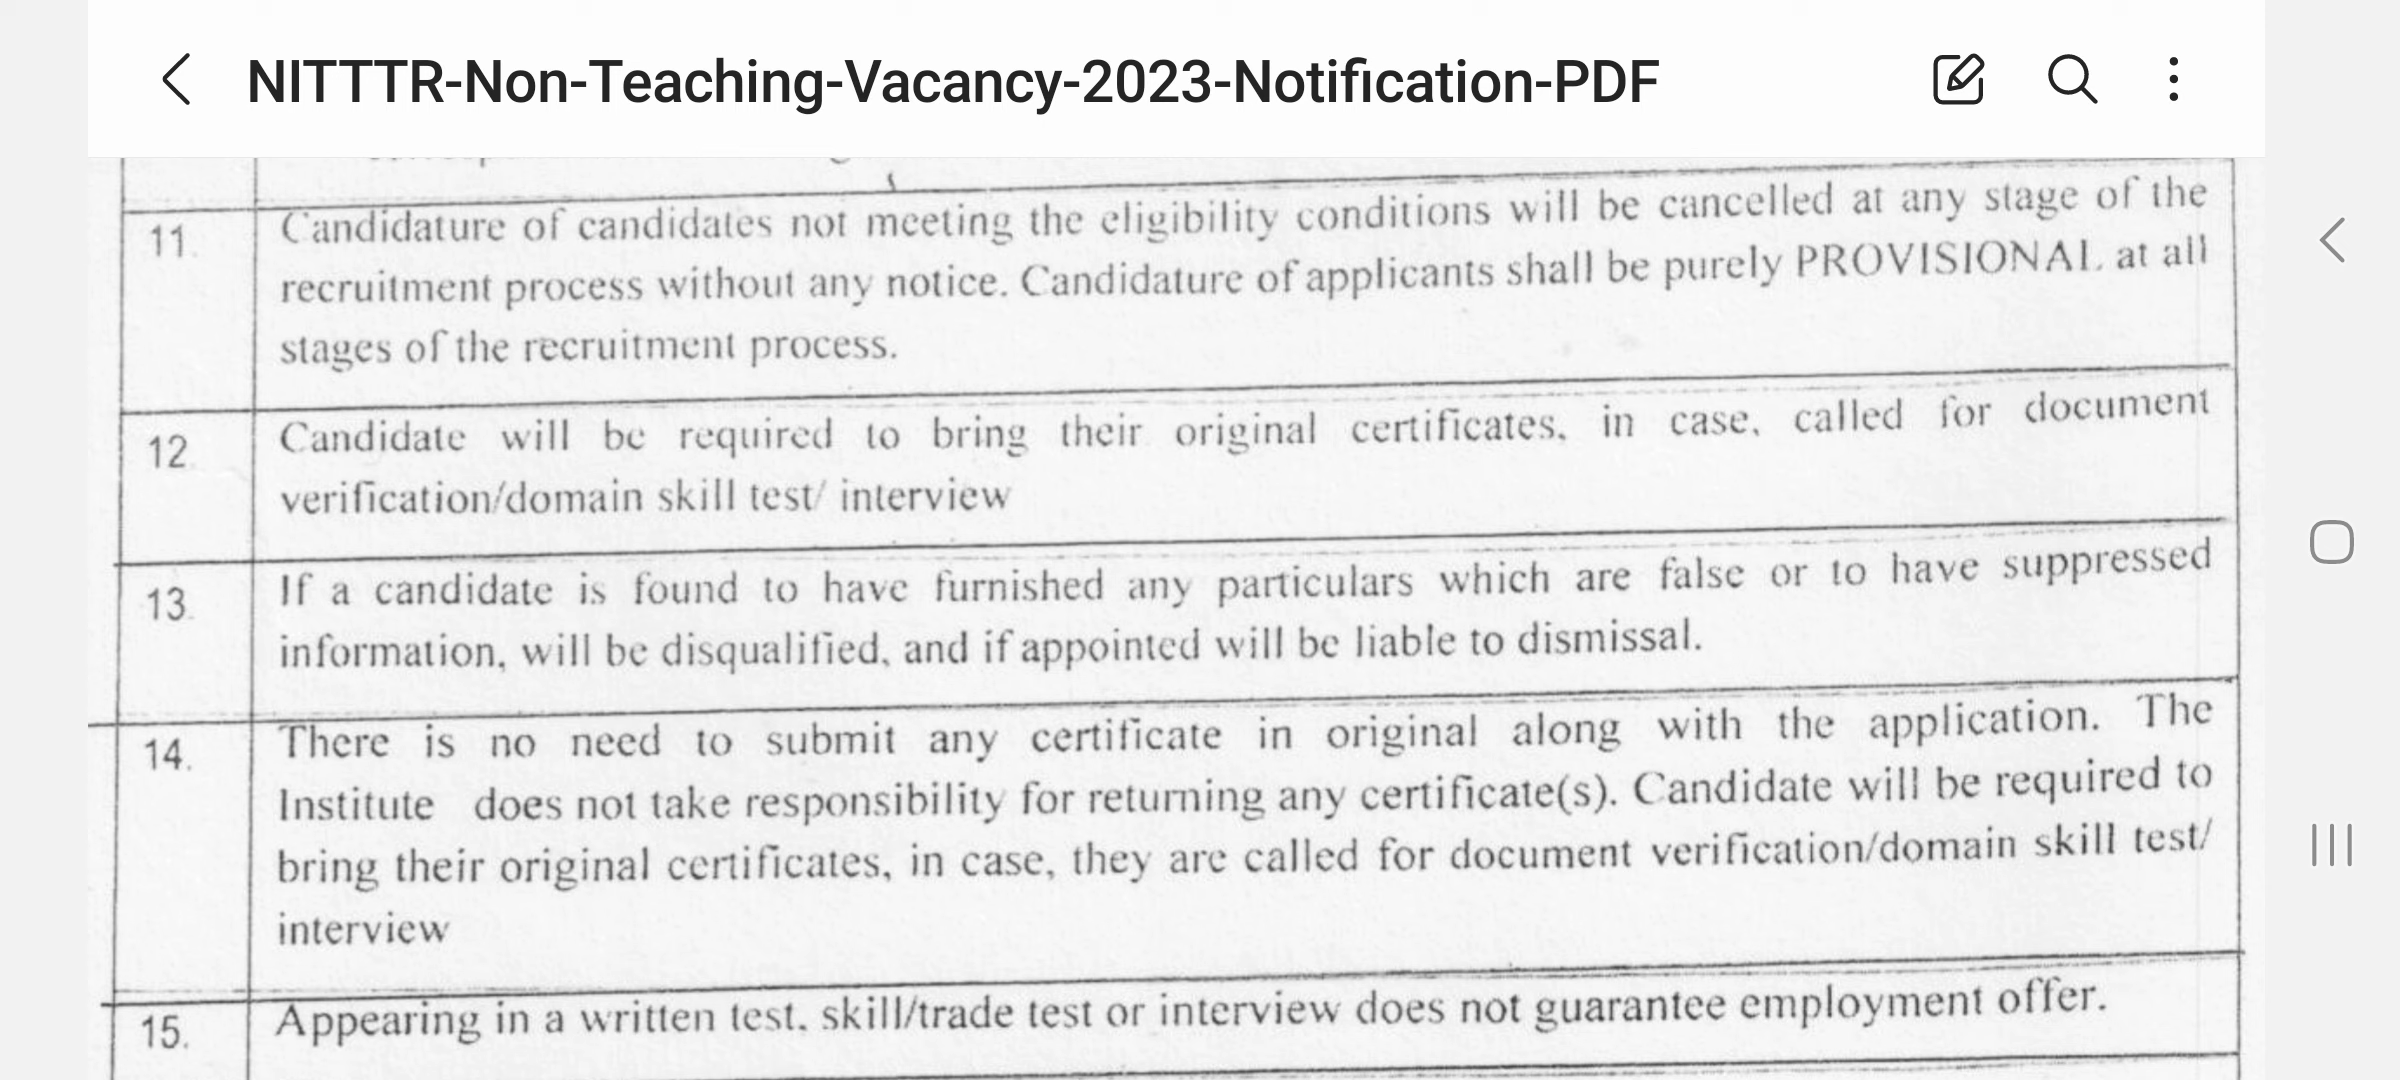 NITTTR-Non-Teaching-Vacancy-2023-Notification-PDF
11. Candidature of candidates not meeting the eligibility conditions will be cancelled at any stage of the
recruitment process without any notice. Candidature of applicants shall be purely PROVISIONAL at all
stages of the recruitment process.
12. Candidate will be required to bring their original certificates, in case, called for document
verification/domain skill test/ interview
13. If a candidate is found to have furnished any particulars which are false or to have suppressed
information, will be disqualified, and if appointed will be liable to dismissal.
14. There is no need to submit any certificate in original along with the application. The
Institute does not take responsibility for returning any certificate(s). Candidate will be required to
bring their original certificates, in case, they are called for document verification/domain skill test/
interview
15. Appearing in a written test, skill/trade test or interview does not guarantee employment offer.